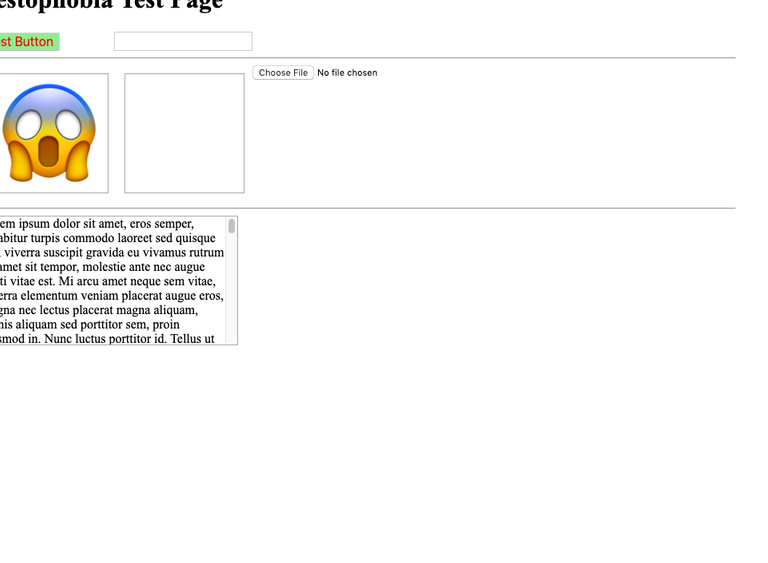 estophobia Test Page
st Button
Choose File No file chosen
em ipsum dolor sit amet, eros semper,
abitur turpis commodo laoreet sed quisque
, viverra suscipit gravida eu vivamus rutrum
amet sit tempor, molestie ante nec augue
ti vitae est. Mi arcu amet neque sem vitae,
erra elementum veniam placerat augue eros,
gna nec lectus placerat magna aliquam,
nis aliquam sed porttitor sem, proin
smod in. Nunc luctus porttitor id. Tellus ut